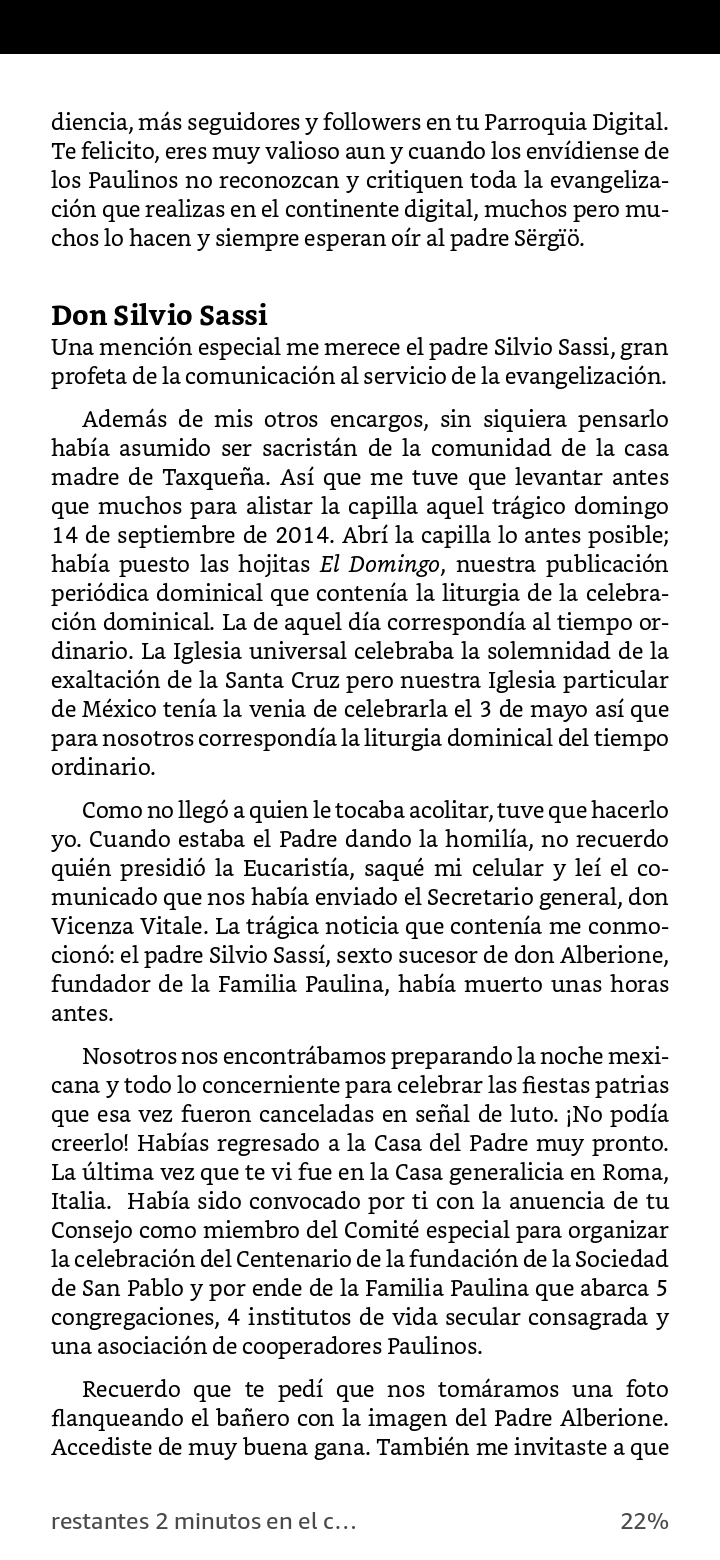 diencia, más seguidores y followers en tu Parroquia Digital.
Te felicito, eres muy valioso aun y cuando los envídiense de
los Paulinos no reconozcan y critiquen toda la evangeliza-
ción que realizas en el continente digital, muchos pero mu-
chos lo hacen y siempre esperan oír al padre Sërgïö.
Don Silvio Sassi
Una mención especial me merece el padre Silvio Sassi, gran
profeta de la comunicación al servicio de la evangelización.
Además de mis otros encargos, sin siquiera pensarlo
había asumido ser sacristán de la comunidad de la casa
madre de Taxqueña. Así que me tuve que levantar antes
que muchos para alistar la capilla aquel trágico domingo
14 de septiembre de 2014. Abrí la capilla lo antes posible;
había puesto las hojitas El Domingo, nuestra publicación
periódica dominical que contenía la liturgia de la celebra-
ción dominical. La de aquel día correspondía al tiempo or-
dinario. La Iglesia universal celebraba la solemnidad de la
exaltación de la Santa Cruz pero nuestra Iglesia particular
de México tenía la venia de celebrarla el 3 de mayo así que
para nosotros correspondía la liturgia dominical del tiempo
ordinario.
Como no llegó a quien le tocaba acolitar, tuve que hacerlo
yo. Cuando estaba el Padre dando la homilía, no recuerdo
quién presidió la Eucaristía, saqué mi celular y leí el co-
municado que nos había enviado el Secretario general, don
Vicenza Vitale. La trágica noticia que contenía me conmo-
cionó: el padre Silvio Sassí, sexto sucesor de don Alberione,
fundador de la Familia Paulina, había muerto unas horas
antes.
Nosotros nos encontrábamos preparando la noche mexi-
cana y todo lo concerniente para celebrar las fiestas patrias
que esa vez fueron canceladas en señal de luto. ¡No podía
creerlo! Habías regresado a la Casa del Padre muy pronto.
La última vez que te vi fue en la Casa generalicia en Roma,
Italia.  Había sido convocado por ti con la anuencia de tu
Consejo como miembro del Comité especial para organizar
la celebración del Centenario de la fundación de la Sociedad
de San Pablo y por ende de la Familia Paulina que abarca 5
congregaciones, 4 institutos de vida secular consagrada y
una asociación de cooperadores Paulinos.
Recuerdo que te pedí que nos tomáramos una foto
flanqueando el bañero con la imagen del Padre Alberione.
Accediste de muy buena gana. También me invitaste a que
restantes 2 minutos en el c… 22%